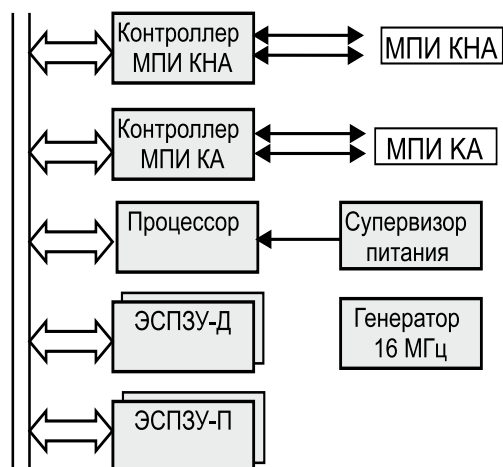 Контроллер
МПИ КНА
МПИ КНА
Контроллер
МПИ КА
МПИ КА
Процессор
Супервизор
питания
ЭСПЗУ-Д
Генератор
16 МГц
ЭСПЗУ-П